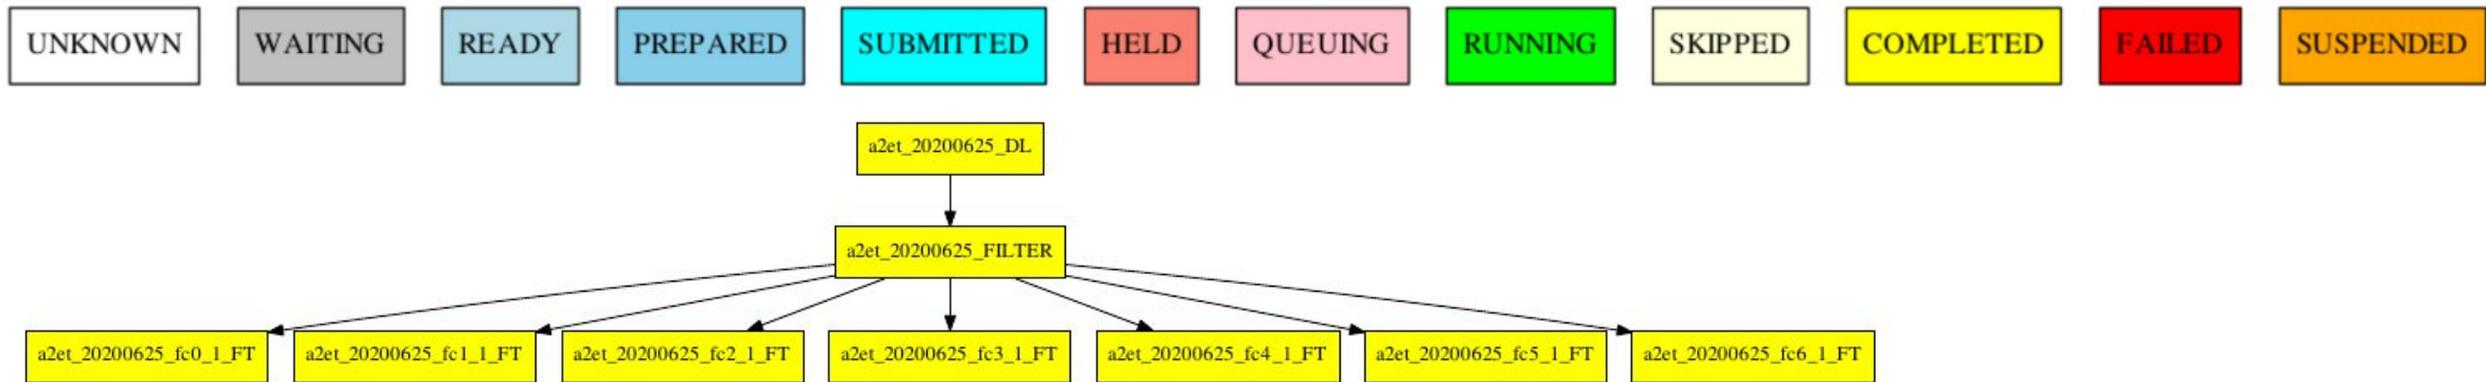 UNKNOWN WAITING READY PREPARED SUBMITTED HELD QUEUING RUNNING SKIPPED COMPLETED FAILED SUSPENDED
a2et_20200625_DL
a2et_20200625_FILTER
a2et_20200625_fc0_1_FT a2et_20200625_fc1_1_FT a2et_20200625_fc2_1_FT a2et_20200625_fc3_1_FT a2et_20200625_fc4_1_FT a2et_20200625_fc5_1_FT a2et_20200625_fc6_1_FT